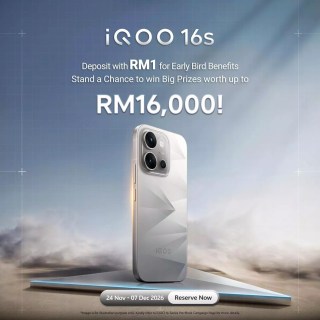 iQOO 16s
Deposit with RM1 for Early Bird Benefits
Stand a Chance to win Big Prizes worth up to
RM16,000!
iQOO
24 Nov - 07 Dec 2026
Reserve Now